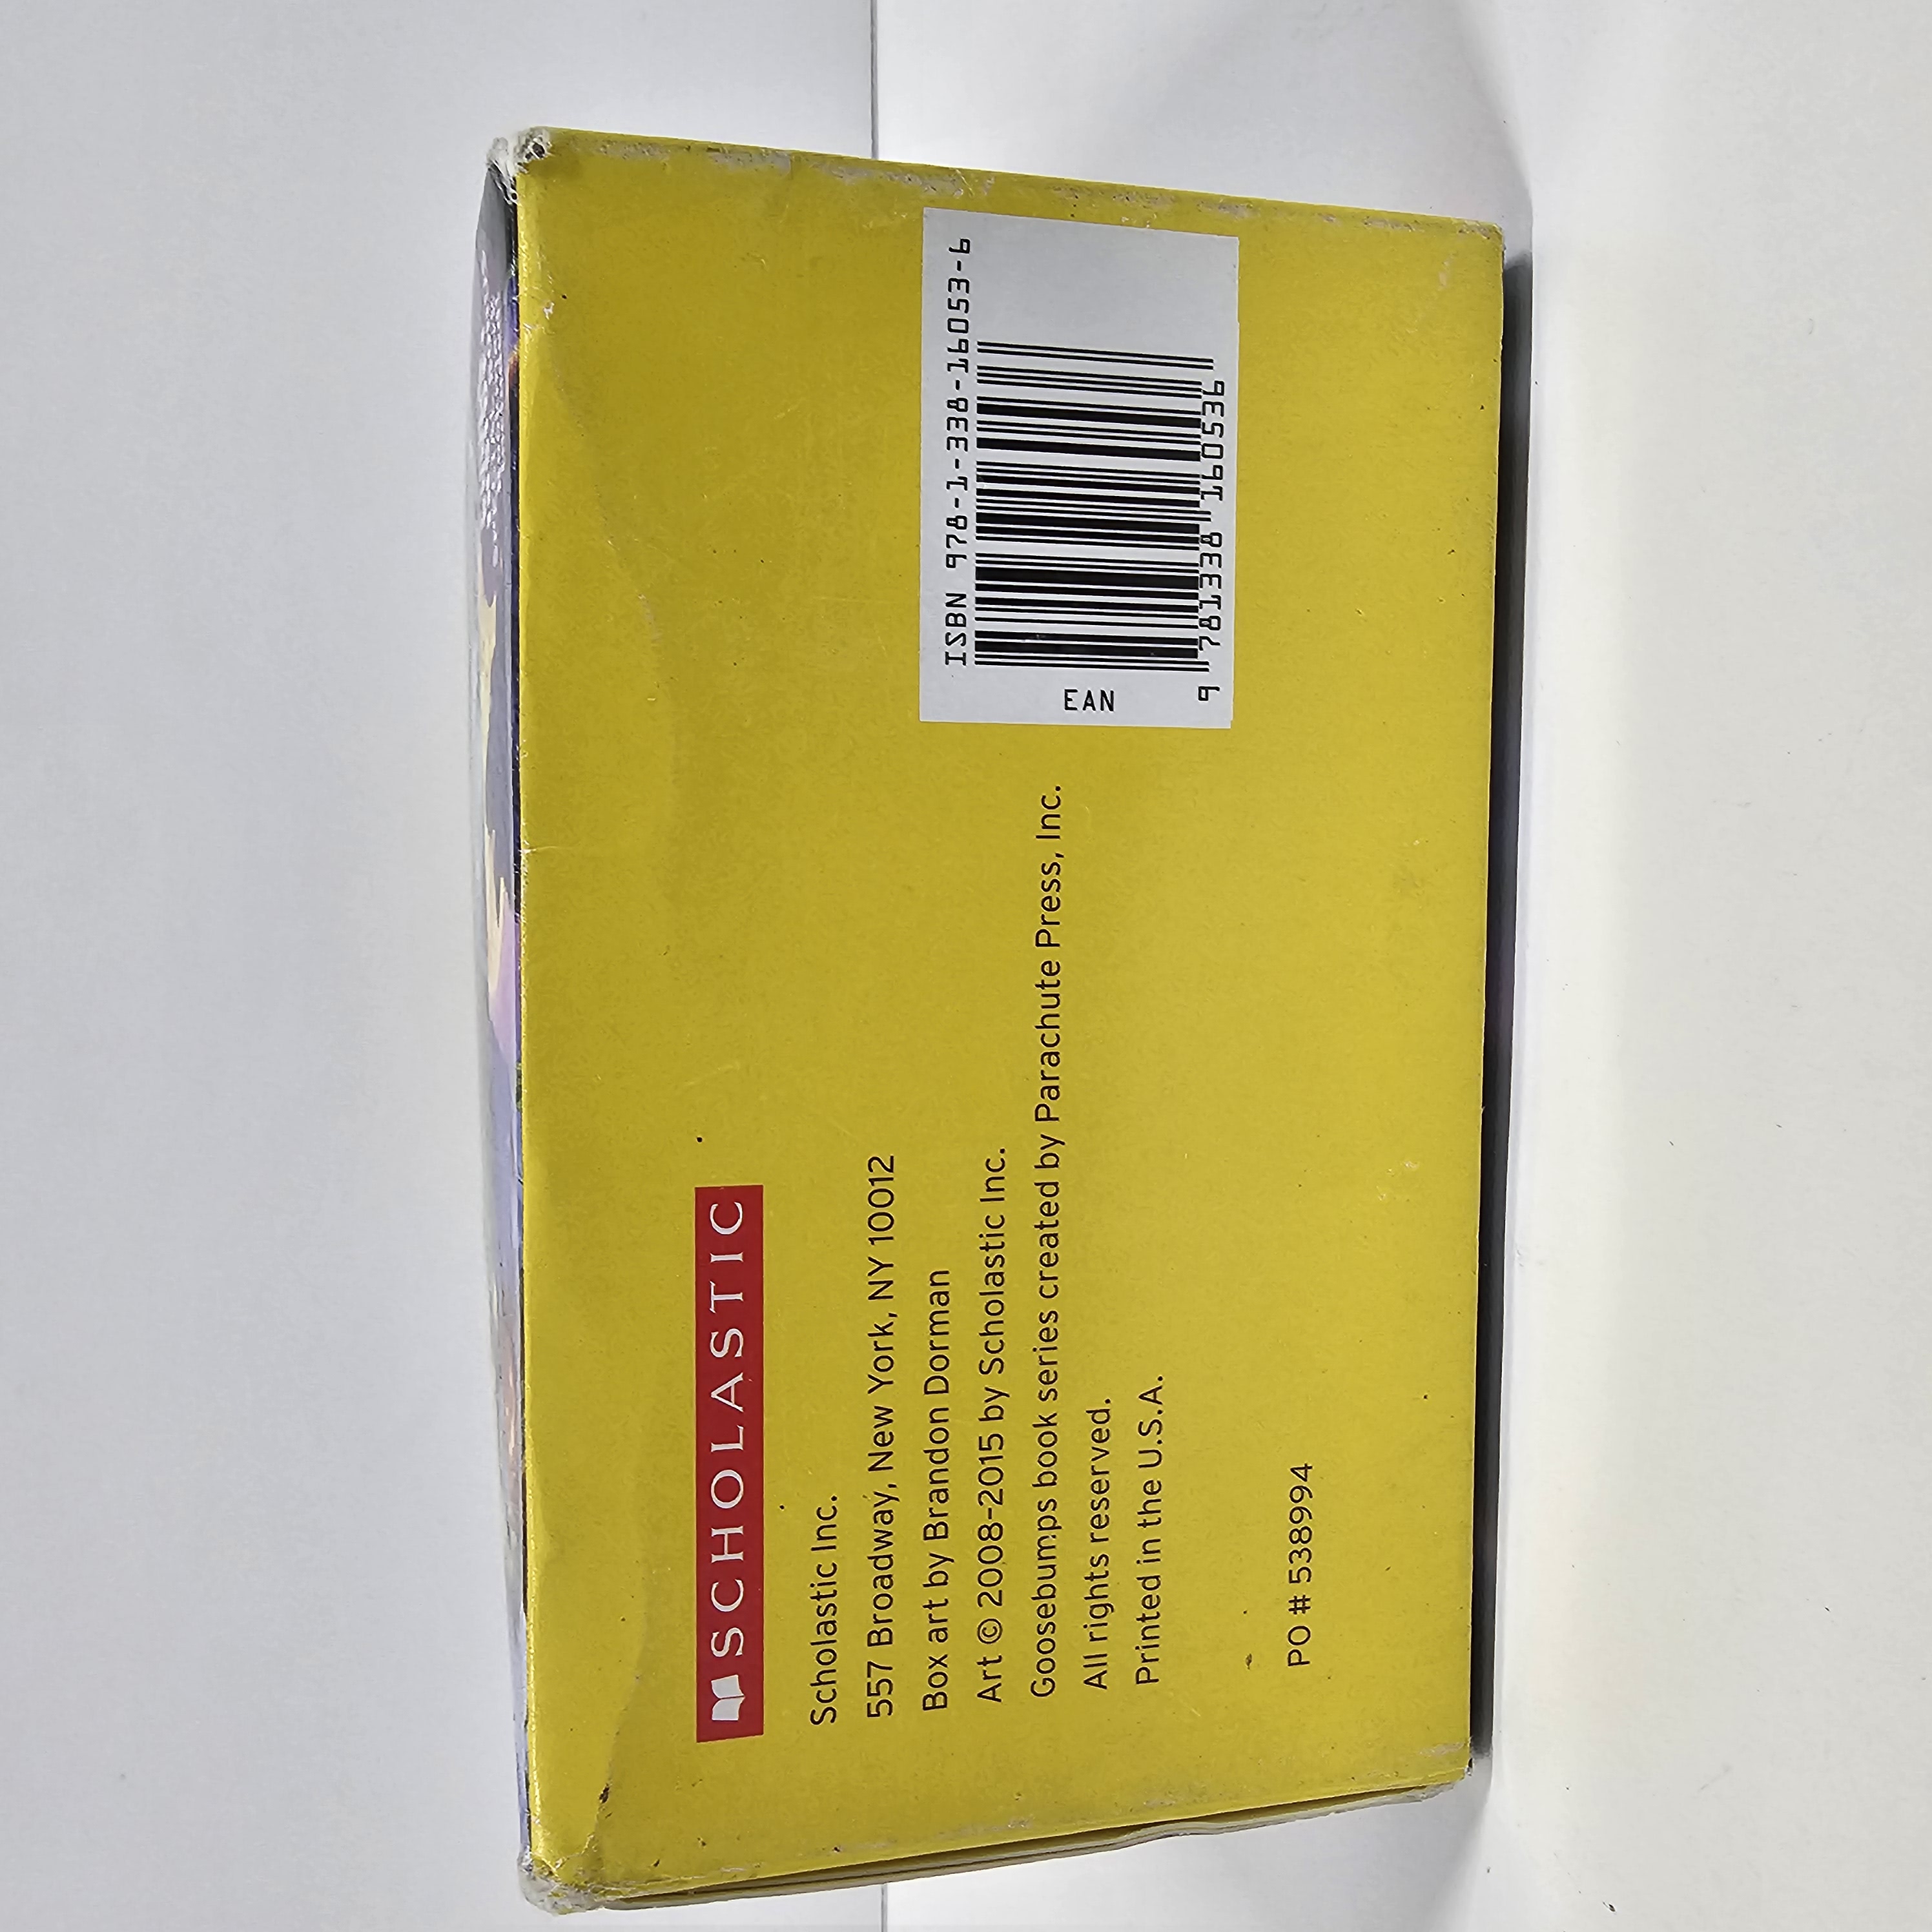 SCHOLASTIC
Scholastic Inc.
557 Broadway, New York, NY 10012
Box art by Brandon Dorman
Art © 2008-2015 by Scholastic Inc.
Goosebumps book series created by Parachute Press, Inc.
All rights reserved.
Printed in the U.S.A.
PO # 538994
ISBN 978-1-338-16053-6
EAN
9 781338 160536